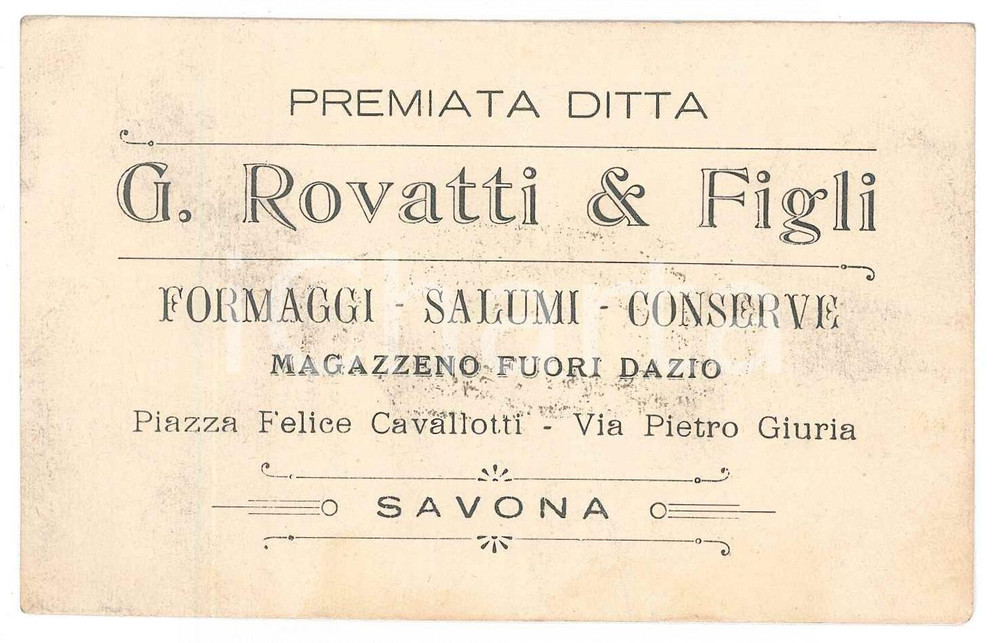 PREMIATA DITTA
G. Rovatti & Figli
FORMAGGI - SALUMI - CONSERVE
MAGAZZENO FUORI DAZIO
Piazza Felice Cavallotti - Via Pietro Giuria
SAVONA